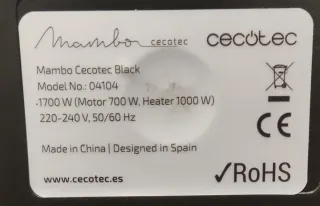 Mambo cecotec cecotec
Mambo Cecotec Black
Model No.: 04104
-1700 W (Motor 700 W, Heater 1000 W)
220-240 V, 50/60 Hz
CE
Made in China | Designed in Spain
www.cecotec.es
✓RoHS